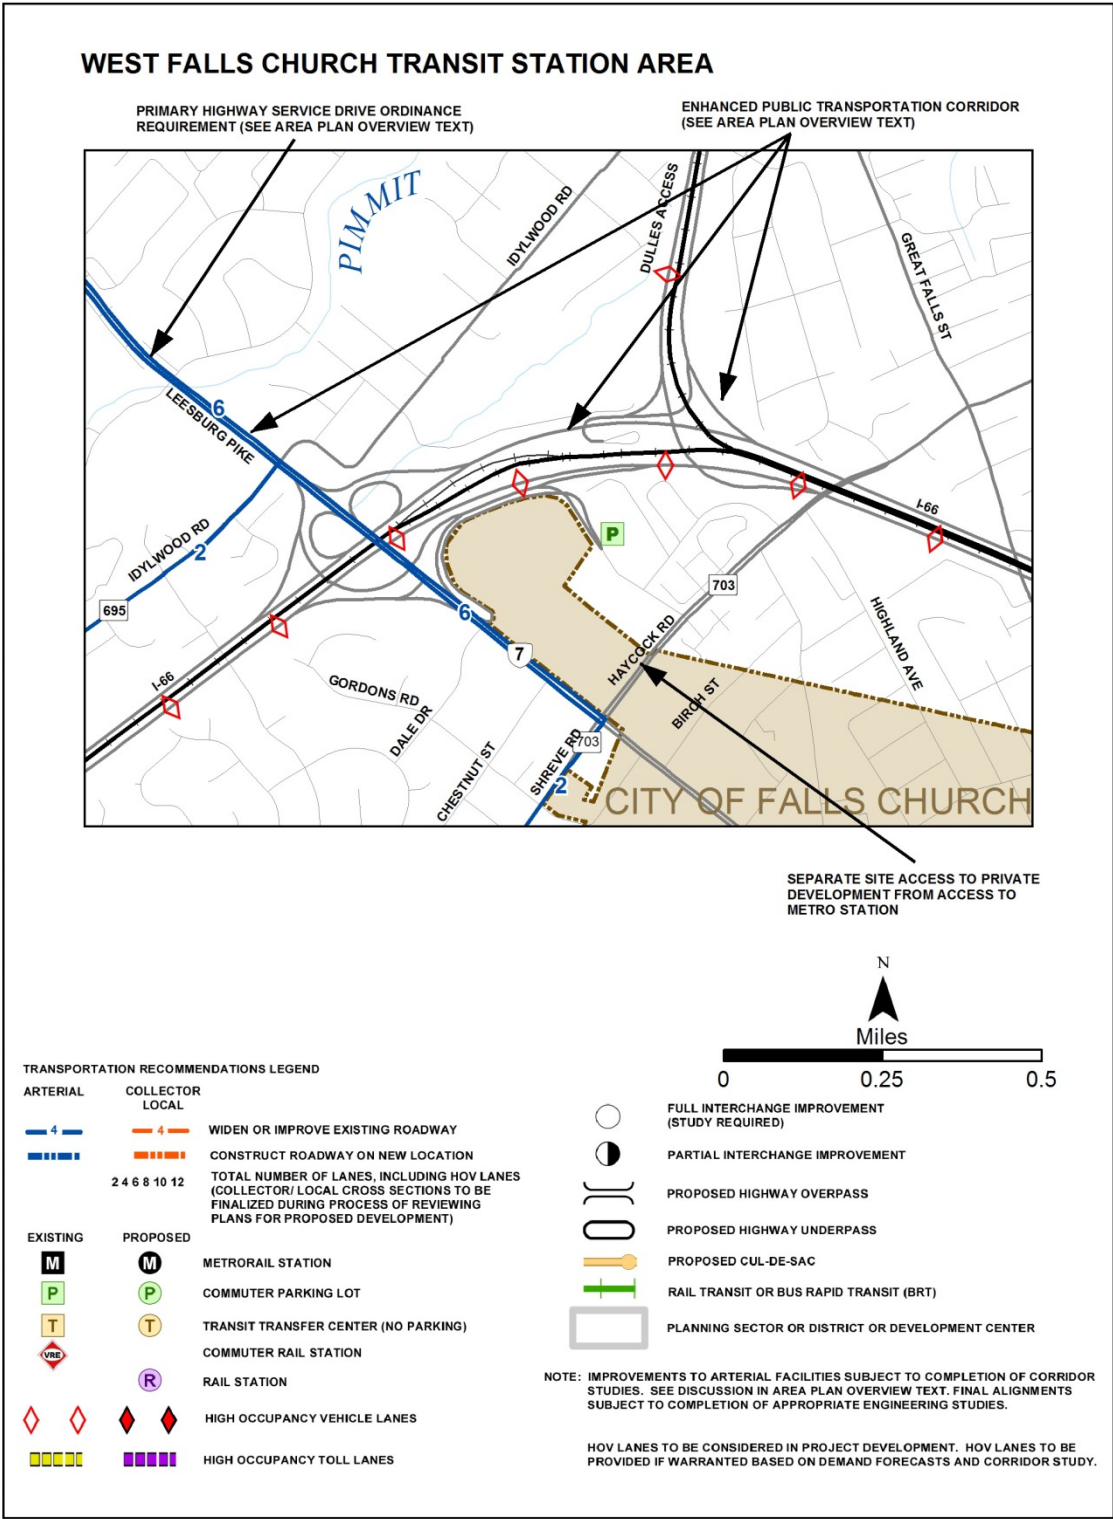 WEST FALLS CHURCH TRANSIT STATION AREA
PRIMARY HIGHWAY SERVICE DRIVE ORDINANCE
REQUIREMENT (SEE AREA PLAN OVERVIEW TEXT)
ENHANCED PUBLIC TRANSPORTATION CORRIDOR
(SEE AREA PLAN OVERVIEW TEXT)
PIMMIT
IDYLWOOD RD
DULLES ACCESS
GREAT FALLS ST
6
LEESBURG PIKE
IDYLWOOD RD
2
695
P
I-66
703
6
7
HAYCOCK RD
HIGHLAND AVE
I-66
GORDONS RD
DALE DR
BIRCH ST
CHESTNUT ST
SHREVE RD
703
2
CITY OF FALLS CHURCH
SEPARATE SITE ACCESS TO PRIVATE
DEVELOPMENT FROM ACCESS TO
METRO STATION
N
Miles
0 0.25 0.5
TRANSPORTATION RECOMMENDATIONS LEGEND
ARTERIAL COLLECTOR
LOCAL
4 4 WIDEN OR IMPROVE EXISTING ROADWAY
CONSTRUCT ROADWAY ON NEW LOCATION
2 4 6 8 10 12 TOTAL NUMBER OF LANES, INCLUDING HOV LANES
(COLLECTOR/ LOCAL CROSS SECTIONS TO BE
FINALIZED DURING PROCESS OF REVIEWING
PLANS FOR PROPOSED DEVELOPMENT)
EXISTING PROPOSED
M M METRORAIL STATION
P P COMMUTER PARKING LOT
T T TRANSIT TRANSFER CENTER (NO PARKING)
VRE COMMUTER RAIL STATION
R RAIL STATION
HIGH OCCUPANCY VEHICLE LANES
HIGH OCCUPANCY TOLL LANES
FULL INTERCHANGE IMPROVEMENT
(STUDY REQUIRED)
PARTIAL INTERCHANGE IMPROVEMENT
PROPOSED HIGHWAY OVERPASS
PROPOSED HIGHWAY UNDERPASS
PROPOSED CUL-DE-SAC
RAIL TRANSIT OR BUS RAPID TRANSIT (BRT)
PLANNING SECTOR OR DISTRICT OR DEVELOPMENT CENTER
NOTE: IMPROVEMENTS TO ARTERIAL FACILITIES SUBJECT TO COMPLETION OF CORRIDOR
STUDIES. SEE DISCUSSION IN AREA PLAN OVERVIEW TEXT. FINAL ALIGNMENTS
SUBJECT TO COMPLETION OF APPROPRIATE ENGINEERING STUDIES.
HOV LANES TO BE CONSIDERED IN PROJECT DEVELOPMENT. HOV LANES TO BE
PROVIDED IF WARRANTED BASED ON DEMAND FORECASTS AND CORRIDOR STUDY.